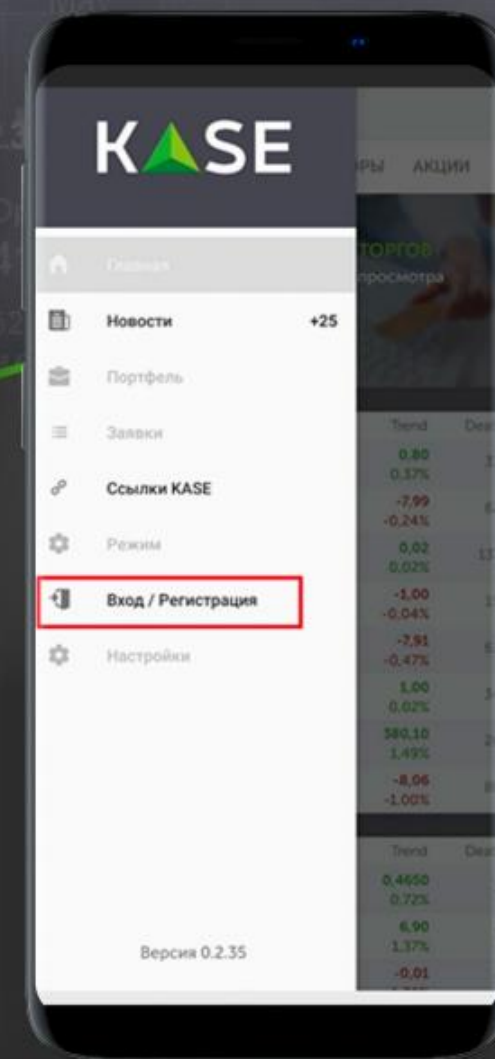 KASE
АКЦИИ
ТОРГОВ
просмотра
Главная
Новости +25
Портфель
Заявки
Ссылки KASE
Режим
Вход / Регистрация
Настройки
Версия 0.2.35
Trend
0,80
0,37%
-7,99
-0,24%
0,02
0,02%
-1,00
-0,04%
-7,91
-0,47%
1,00
0,02%
580,10
1,49%
-8,06
-1,00%
Trend
0,4650
0,72%
6,90
1,37%
-0,01